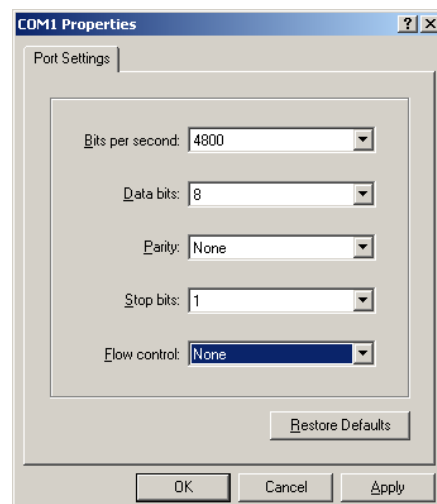 COM1 Properties
Port Settings
Bits per second: 4800
Data bits: 8
Parity: None
Stop bits: 1
Flow control: None
Restore Defaults
OK Cancel Apply